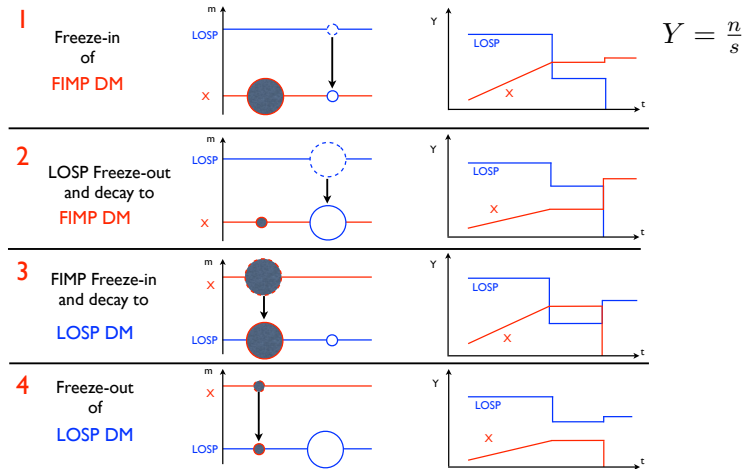 1
Freeze-in
of
FIMP DM
m
LOSP
X
Y
LOSP
X
t
Y = n/s
2
LOSP Freeze-out
and decay to
FIMP DM
m
LOSP
X
Y
LOSP
X
t
3
FIMP Freeze-in
and decay to
LOSP DM
m
X
LOSP
Y
LOSP
X
t
4
Freeze-out
of
LOSP DM
m
X
LOSP
Y
LOSP
X
t